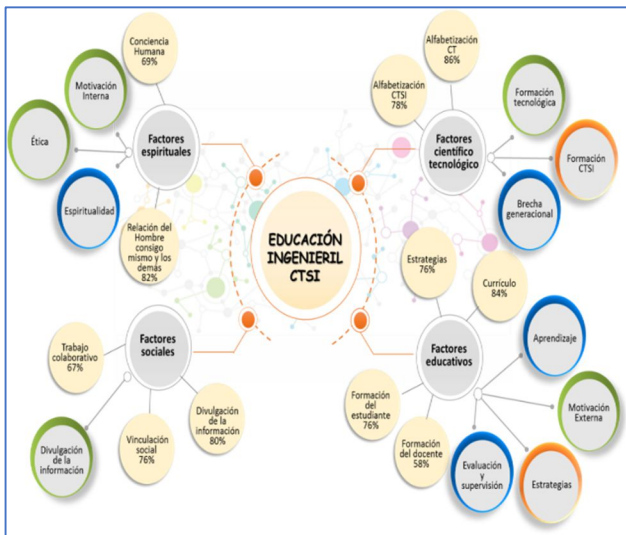 Conciencia
Humana
69%
Motivación
Interna
Ética
Espiritualidad
Factores
espirituales
Relación del
Hombre
consigo
mismo y los
demás
82%
Alfabetización
CT
86%
Alfabetización
CTSI
78%
Factores
científico
tecnológico
Formación
tecnológica
Formación
CTSI
Brecha
generacional
EDUCACIÓN
INGENIERIL
CTSI
Trabajo
colaborativo
67%
Factores
sociales
Divulgación
de la
información
80%
Vinculación
social
76%
Divulgación
de la
información
Estrategias
76%
Currículo
84%
Factores
educativos
Aprendizaje
Motivación
Externa
Formación
del
estudiante
76%
Formación
del docente
58%
Evaluación
y
supervisión
Estrategias